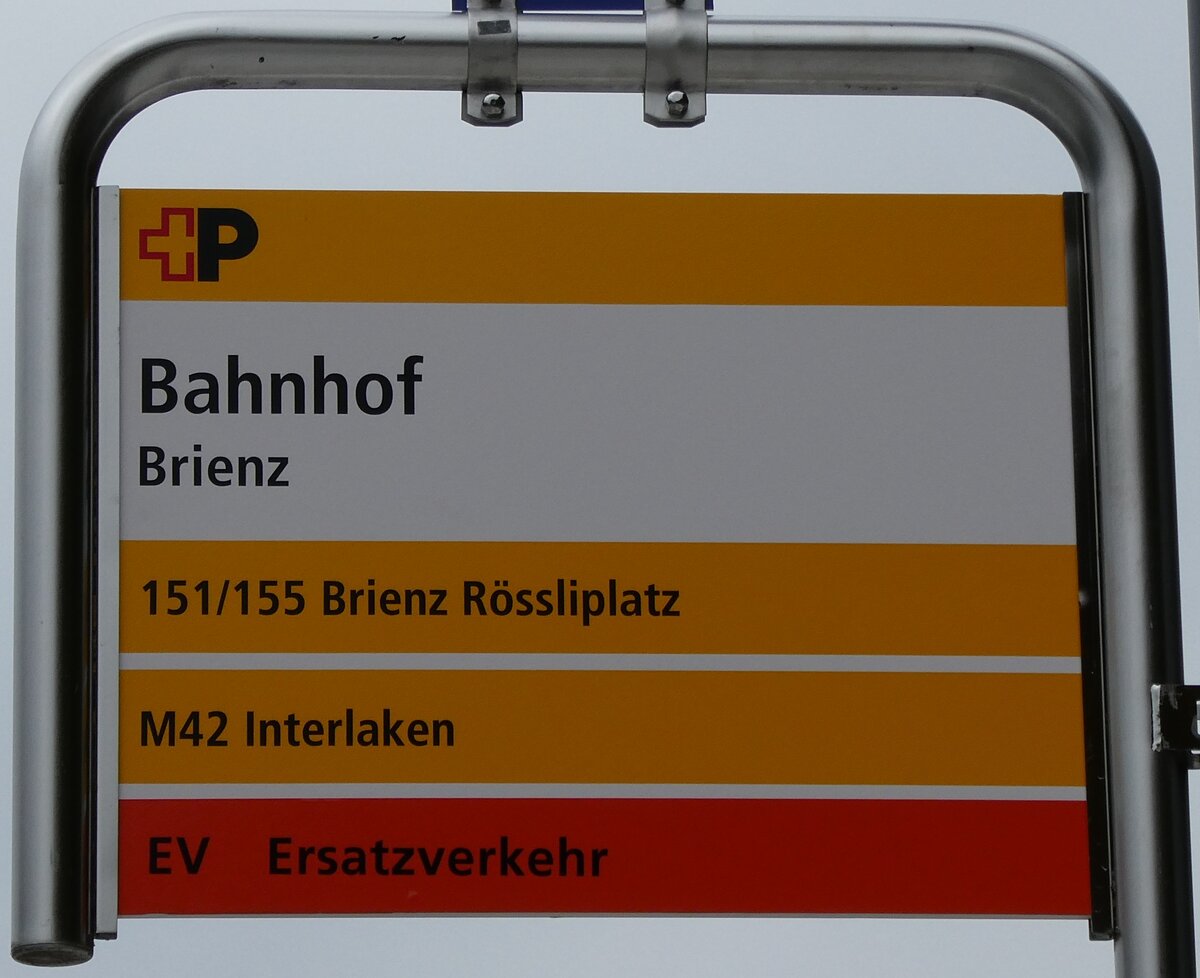 P
Bahnhof
Brienz
151/155 Brienz Rössliplatz
M42 Interlaken
EV Ersatzverkehr